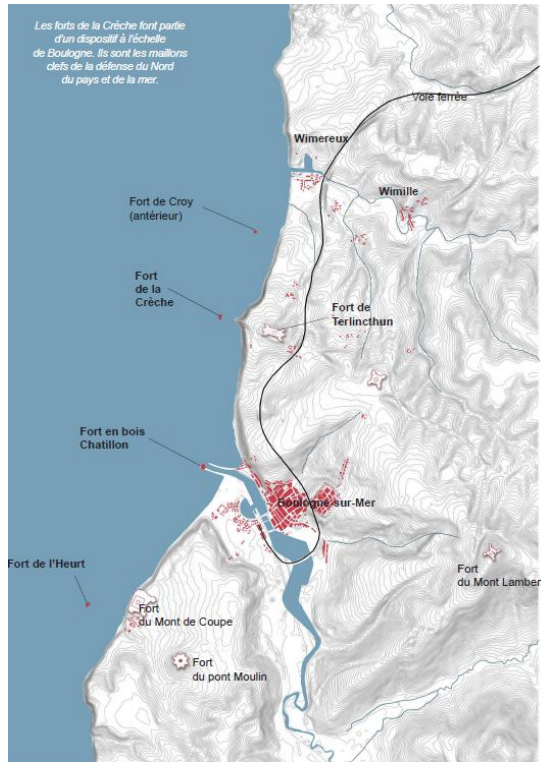 Les forts de la Crèche font partie
d'un dispositif à l'échelle
de Boulogne. Ils sont les maillons
clefs de la défense du Nord
du pays et de la mer.
Voie ferrée
Wimereux
Wimille
Fort de Croy
(antérieur)
Fort
de la
Crèche
Fort de
Terlincthun
Fort en bois
Chatillon
Boulogne-sur-Mer
Fort de l'Heurt
Fort
du Mont Lamber
Fort
du Mont de Coupe
Fort
du pont Moulin